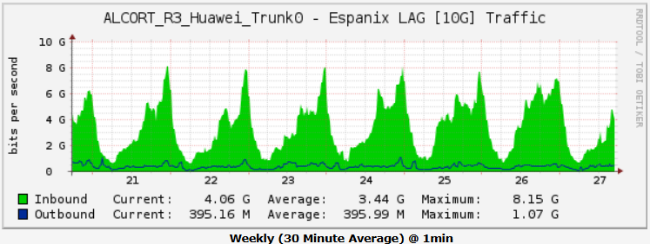 ALCORT_R3_Huawei_Trunk0 - Espanix LAG [10G] Traffic
RRDTOOL / TOBI OETIKER
bits per second
10 G
8 G
6 G
4 G
2 G
0
21 22 23 24 25 26 27
Inbound Current: 4.06 G Average: 3.44 G Maximum: 8.15 G
Outbound Current: 395.16 M Average: 395.99 M Maximum: 1.07 G
Weekly (30 Minute Average) @ 1min